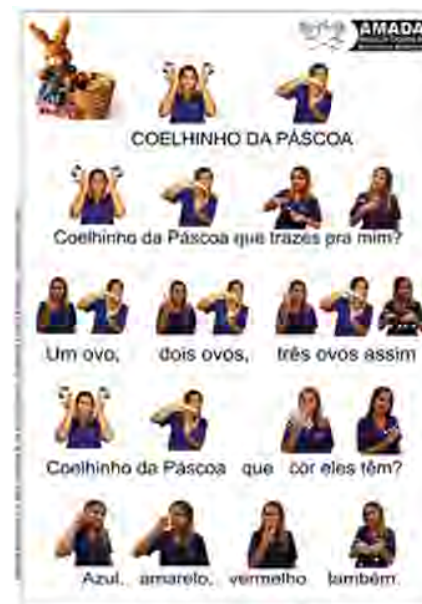 AMADA
COELHINHO DA PÁSCOA
Coelhinho da Páscoa que trazes pra mim?
Um ovo, dois ovos, três ovos assim
Coelhinho da Páscoa que cor eles têm?
Azul, amarelo, vermelho também.